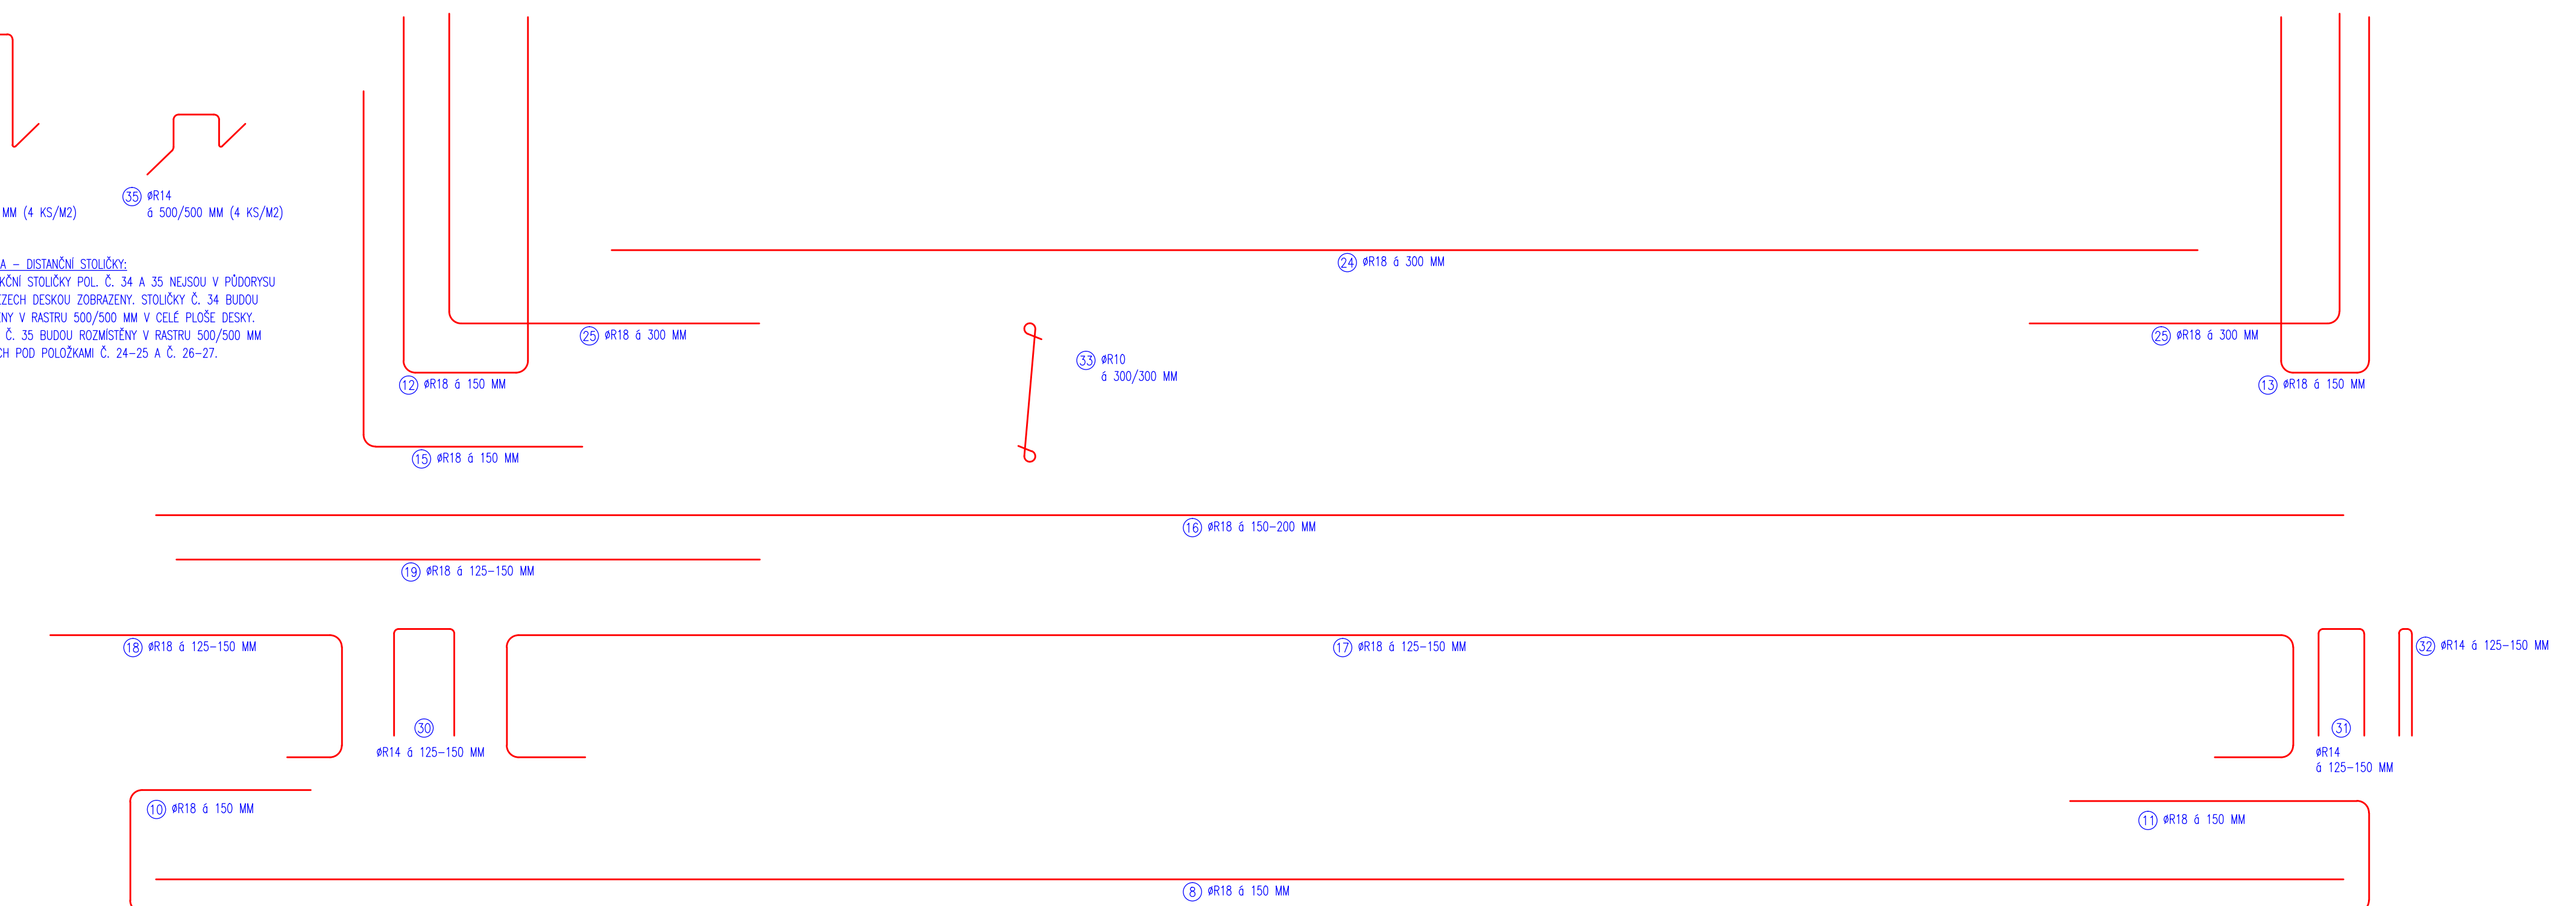 35 øR14
á 500/500 MM (4 KS/M2)
MM (4 KS/M2)
A – DISTANČNÍ STOLIČKY:
KČNÍ STOLIČKY POL. Č. 34 A 35 NEJSOU V PŮDORYSU
ZECH DESKOU ZOBRAZENY. STOLIČKY Č. 34 BUDOU
NY V RASTRU 500/500 MM V CELÉ PLOŠE DESKY.
Č. 35 BUDOU ROZMÍSTĚNY V RASTRU 500/500 MM
CH POD POLOŽKAMI Č. 24–25 A Č. 26–27.
24 øR18 á 300 MM
25 øR18 á 300 MM
25 øR18 á 300 MM
33 øR10
á 300/300 MM
12 øR18 á 150 MM
13 øR18 á 150 MM
15 øR18 á 150 MM
16 øR18 á 150–200 MM
19 øR18 á 125–150 MM
18 øR18 á 125–150 MM
17 øR18 á 125–150 MM
32 øR14 á 125–150 MM
30
øR14 á 125–150 MM
31
øR14
á 125–150 MM
10 øR18 á 150 MM
11 øR18 á 150 MM
8 øR18 á 150 MM